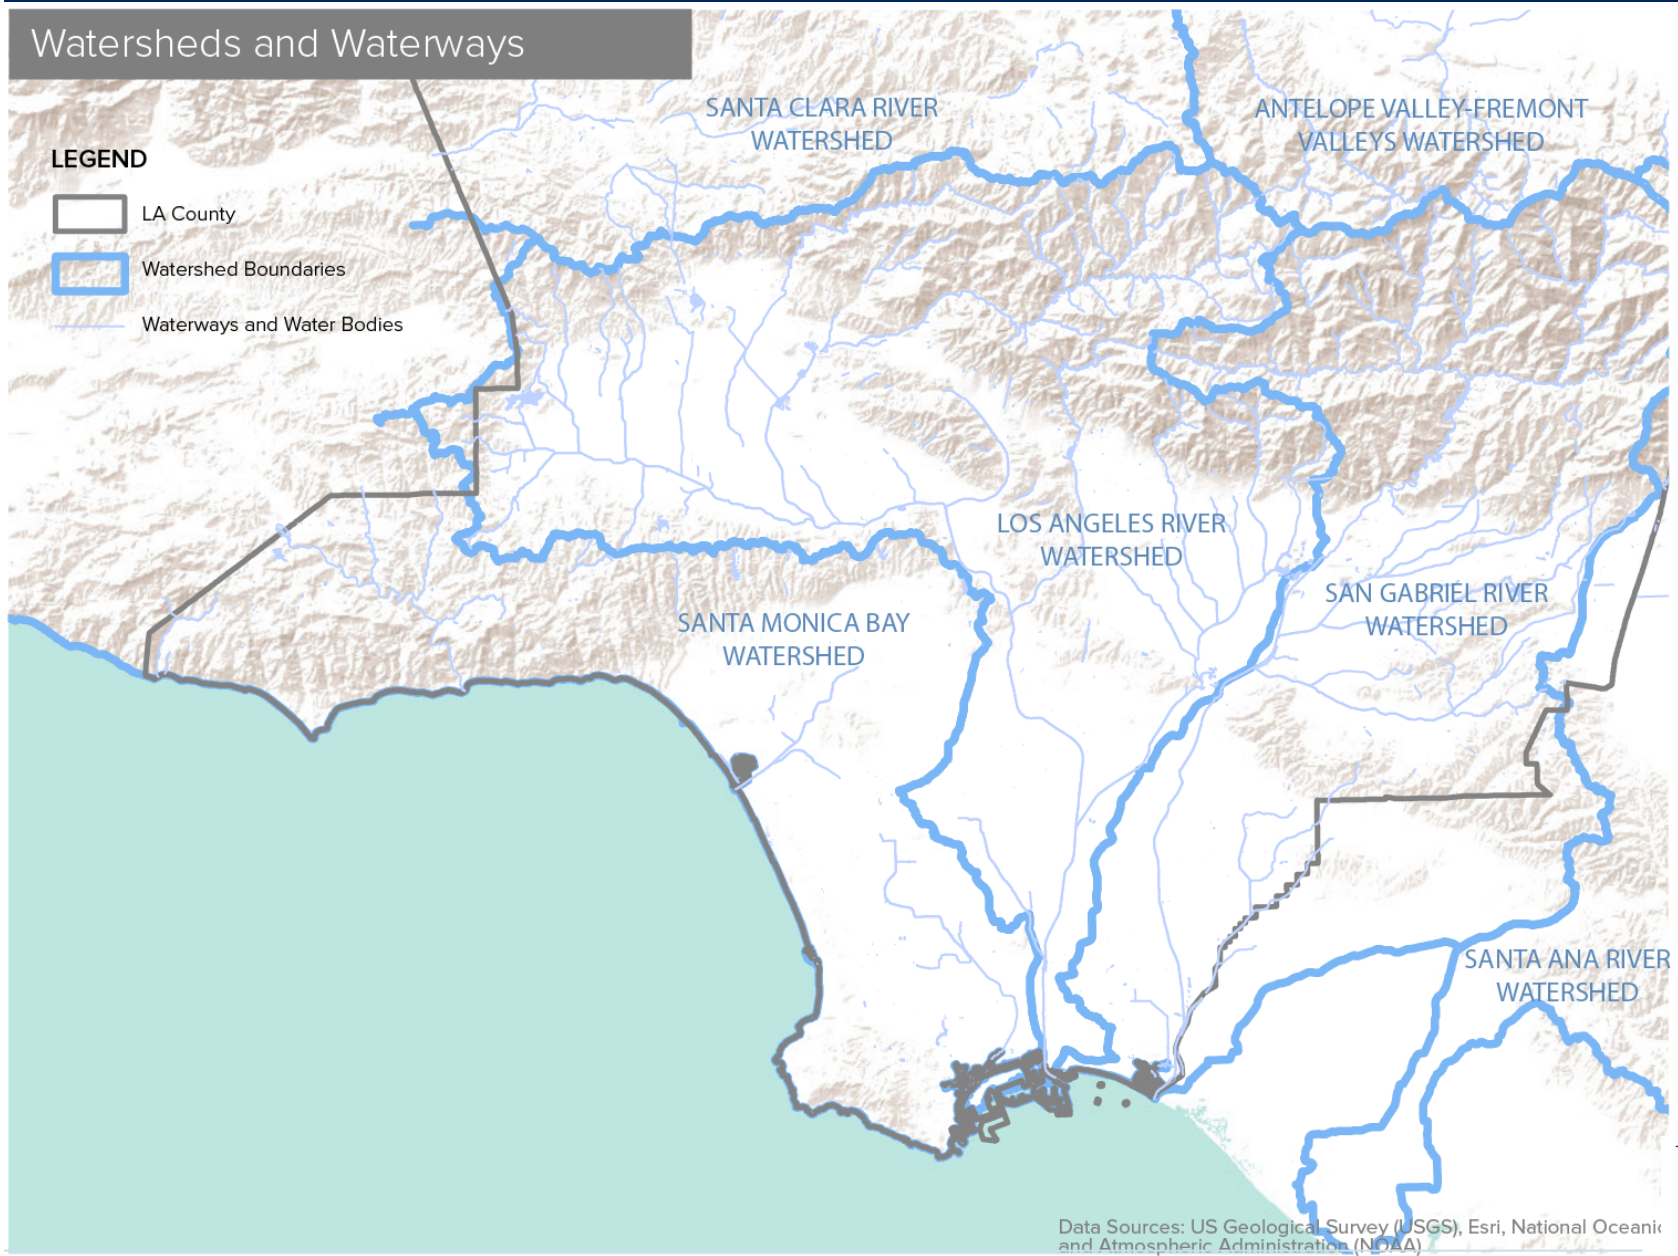 Watersheds and Waterways
SANTA CLARA RIVER
WATERSHED
ANTELOPE VALLEY-FREMONT
VALLEYS WATERSHED
LEGEND
LA County
Watershed Boundaries
Waterways and Water Bodies
LOS ANGELES RIVER
WATERSHED
SAN GABRIEL RIVER
WATERSHED
SANTA MONICA BAY
WATERSHED
SANTA ANA RIVER
WATERSHED
Data Sources: US Geological Survey (USGS), Esri, National Oceanic
and Atmospheric Administration (NOAA)